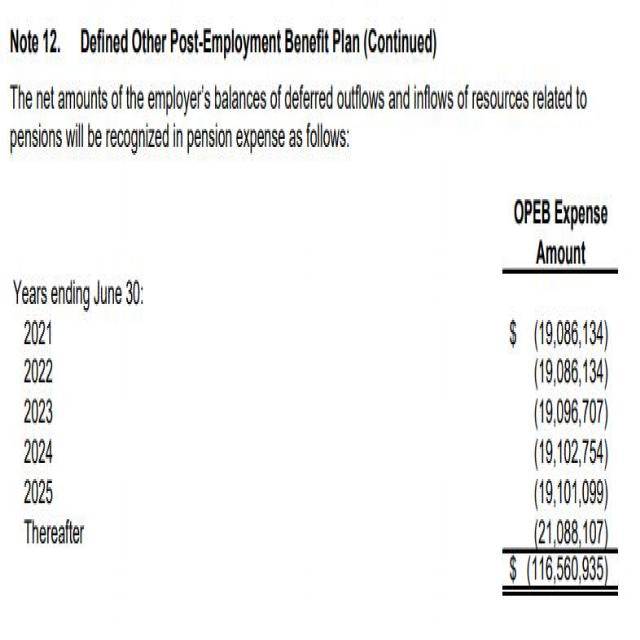 Note 12. Defined Other Post-Employment Benefit Plan (Continued)
The net amounts of the employer's balances of deferred outflows and inflows of resources related to
pensions will be recognized in pension expense as follows:
OPEB Expense
Amount
Years ending June 30:
2021 $ (19,086,134)
2022 (19,086,134)
2023 (19,096,707)
2024 (19,102,754)
2025 (19,101,099)
Thereafter (21,088,107)
$ (116,560,935)